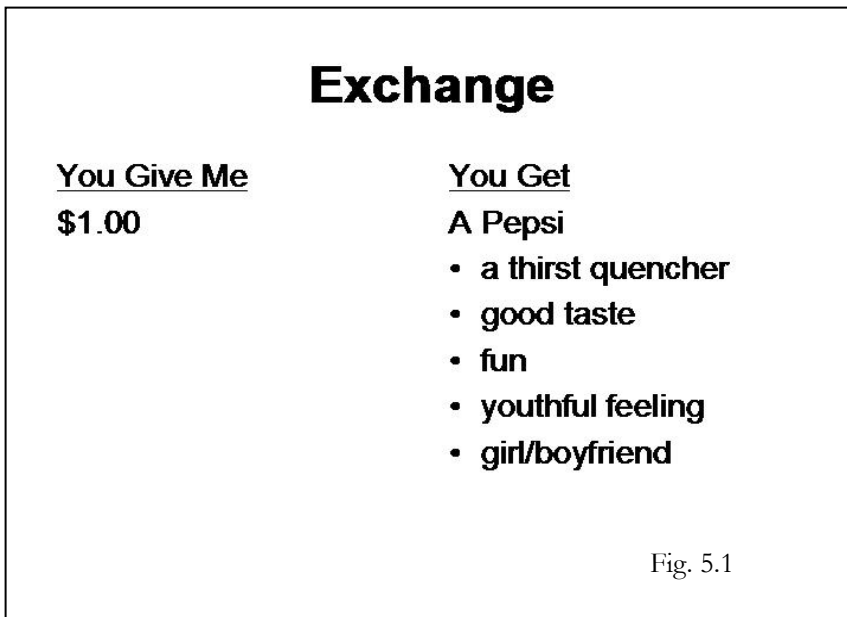 Exchange
You Give Me
$1.00
You Get
A Pepsi
• a thirst quencher
• good taste
• fun
• youthful feeling
• girl/boyfriend
Fig. 5.1